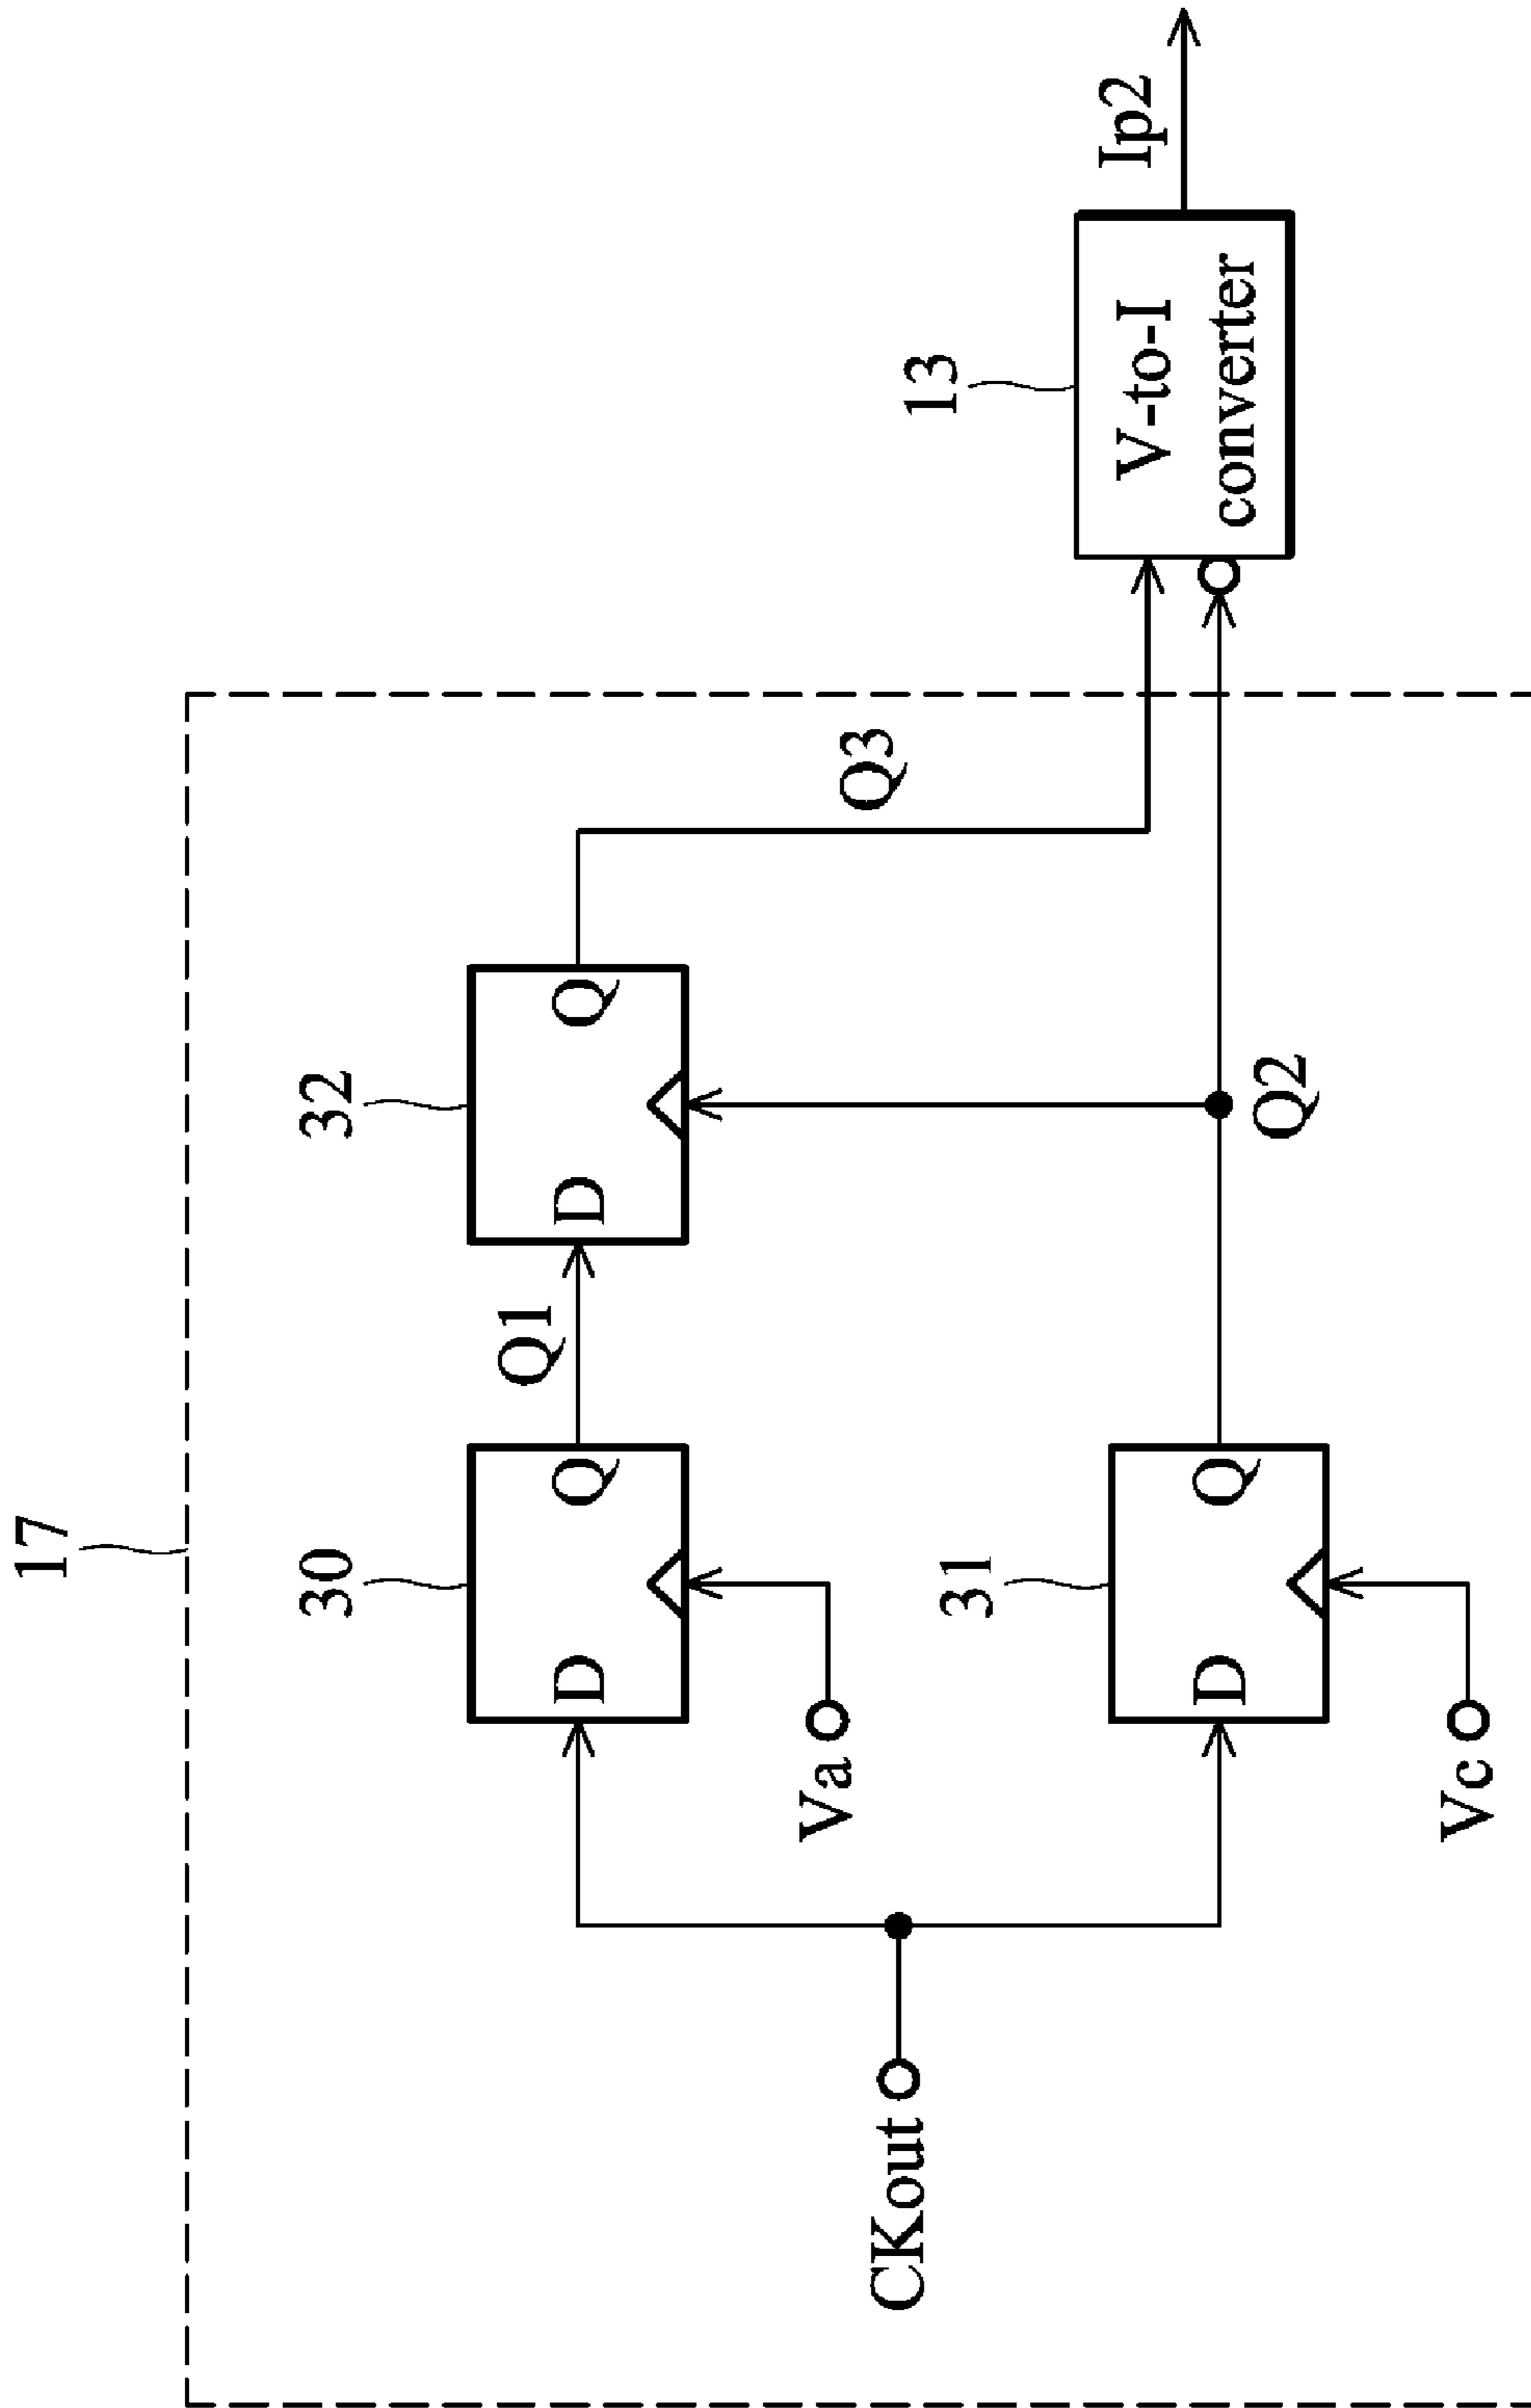 17
30
32
D
Q
Q1
D
Q
Q3
Va
13
V-to-I
converter
Ip2
CKout
31
D
Q
Q2
Vc